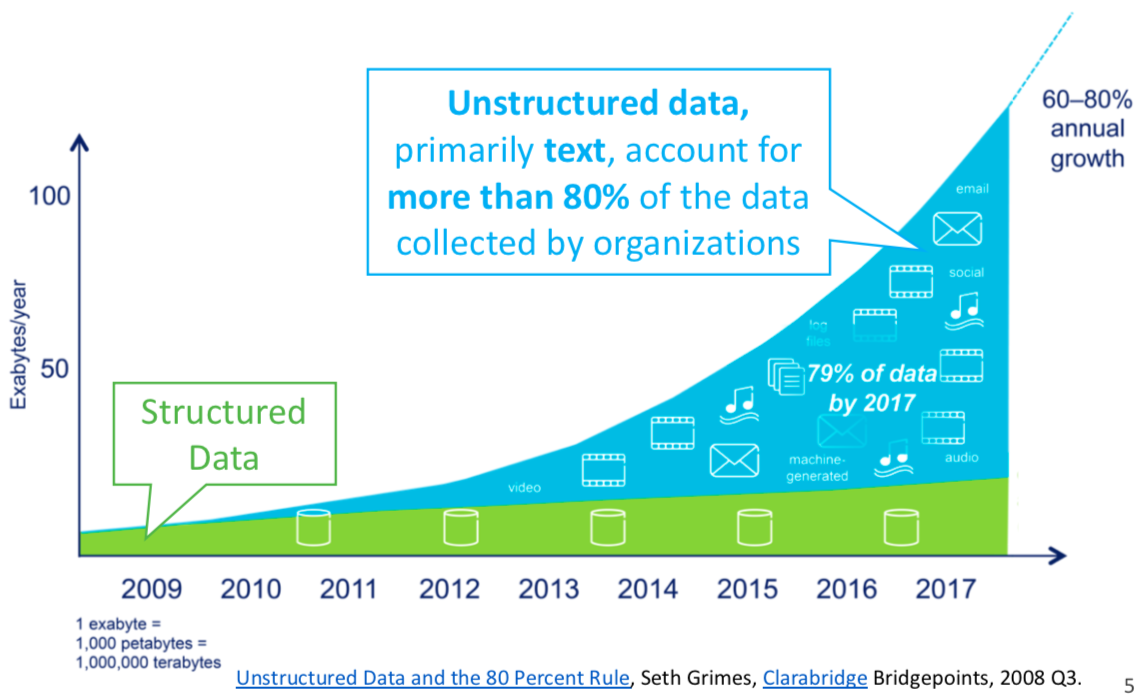 Unstructured data,
primarily text, account for
more than 80% of the data
collected by organizations
60–80%
annual
growth
100
50
Exabytes/year
Structured
Data
email
social
log
files
79% of data
by 2017
machine-
generated
audio
video
2009 2010 2011 2012 2013 2014 2015 2016 2017
1 exabyte =
1,000 petabytes =
1,000,000 terabytes
Unstructured Data and the 80 Percent Rule, Seth Grimes, Clarabridge Bridgepoints, 2008 Q3.
5